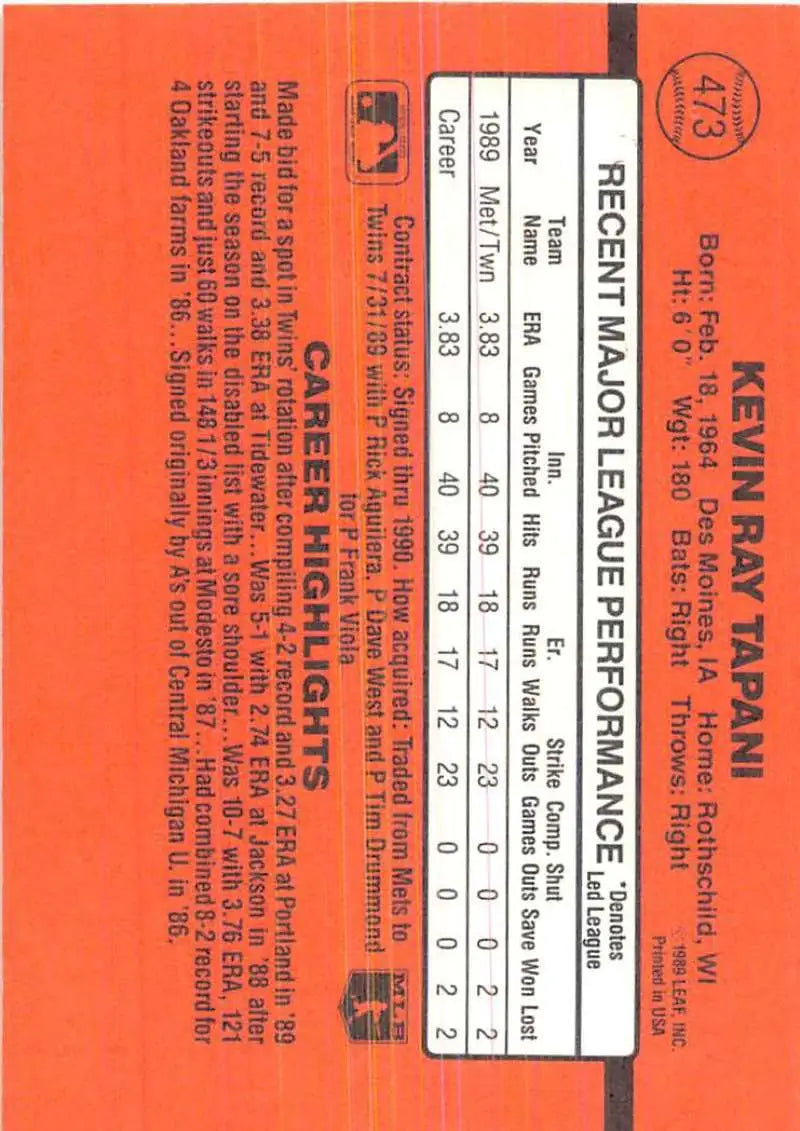 473
KEVIN RAY TAPANI
Born: Feb. 18, 1964 Des Moines, IA Home: Rothschild, WI
Ht: 6'0" Wgt: 180 Bats: Right Throws: Right
© 1989 LEAF, INC.
Printed in USA
RECENT MAJOR LEAGUE PERFORMANCE *Denotes Led League
Year Team Name ERA Games Inn. Pitched Hits Runs Er. Runs Walks Strike Outs Comp. Games Shut Outs Save Won Lost
1989 Met/Twn 3.83 8 40 39 18 17 12 23 0 0 0 2 2
Career 3.83 8 40 39 18 17 12 23 0 0 0 2 2
Contract status: Signed thru 1990. How acquired: Traded from Mets to
Twins 7/31/89 with P Rick Aguilera, P Dave West and P Tim Drummond
for P Frank Viola
MLB
CAREER HIGHLIGHTS
Made bid for a spot in Twins' rotation after compiling 4-2 record and 3.27 ERA at Portland in '89
and 7-5 record and 3.38 ERA at Tidewater...Was 5-1 with 2.74 ERA at Jackson in '88 after
starting the season on the disabled list with a sore shoulder...Was 10-7 with 3.76 ERA, 121
strikeouts and just 60 walks in 148 1/3 innings at Modesto in '87...Had combined 8-2 record for
4 Oakland farms in '86...Signed originally by A's out of Central Michigan U. in '86.